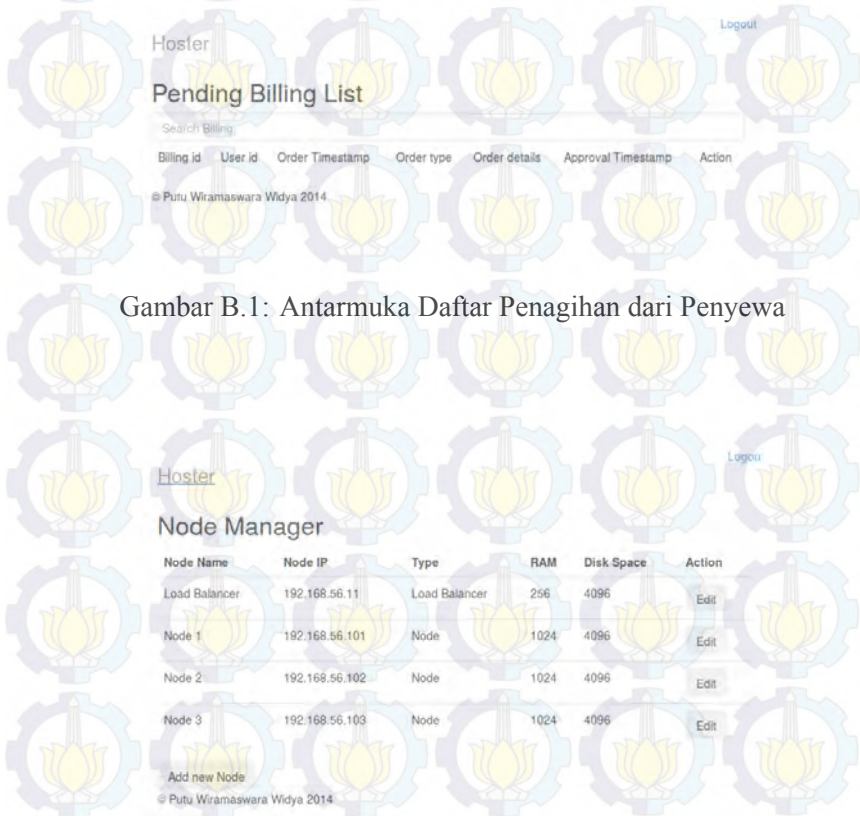 Logout
Hoster
Pending Billing List
Search Billing
Billing id User id Order Timestamp Order type Order details Approval Timestamp Action
© Putu Wiramaswara Widya 2014
Gambar B.1: Antarmuka Daftar Penagihan dari Penyewa
Logout
Hoster
Node Manager
Node Name Node IP Type RAM Disk Space Action
Load Balancer 192.168.56.11 Load Balancer 256 4096 Edit
Node 1 192.168.56.101 Node 1024 4096 Edit
Node 2 192.168.56.102 Node 1024 4096 Edit
Node 3 192.168.56.103 Node 1024 4096 Edit
Add new Node
© Putu Wiramaswara Widya 2014